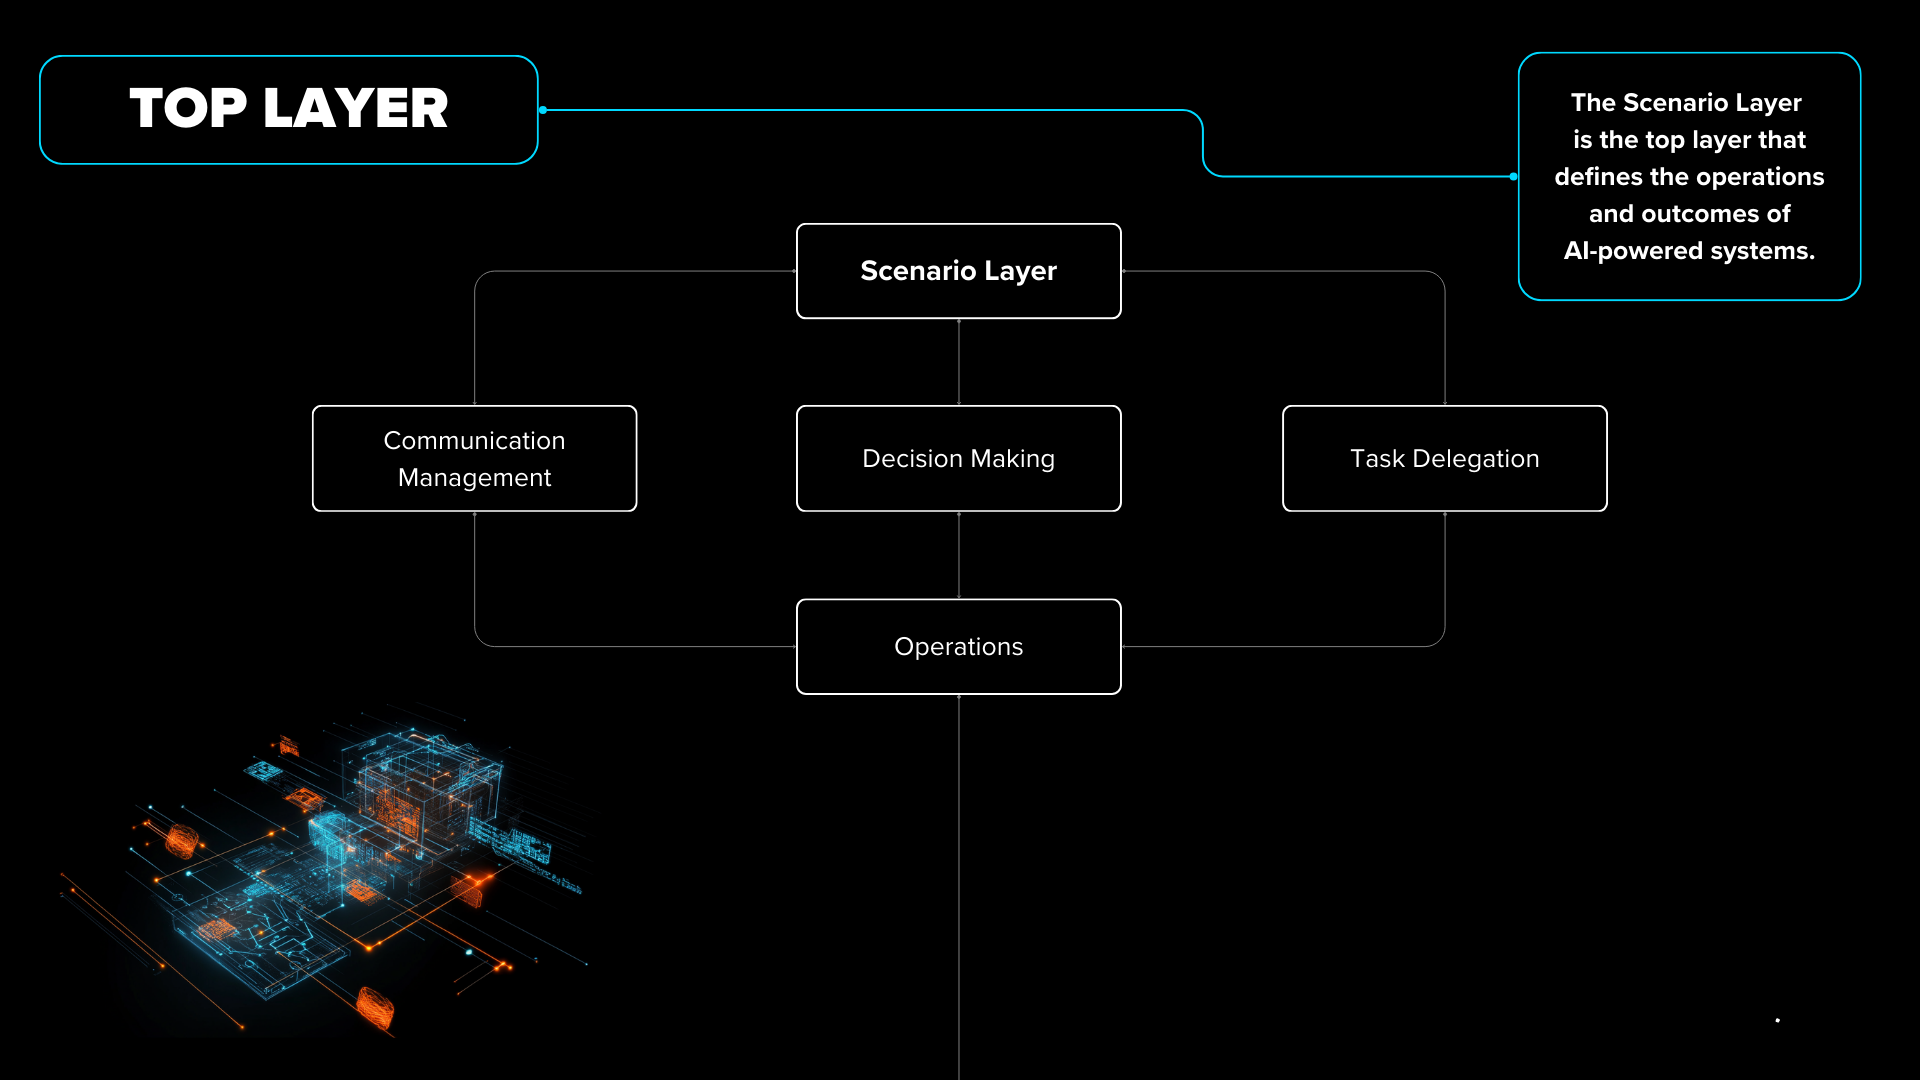 TOP LAYER
The Scenario Layer
is the top layer that
defines the operations
and outcomes of
AI-powered systems.
Scenario Layer
Communication
Management
Decision Making
Task Delegation
Operations